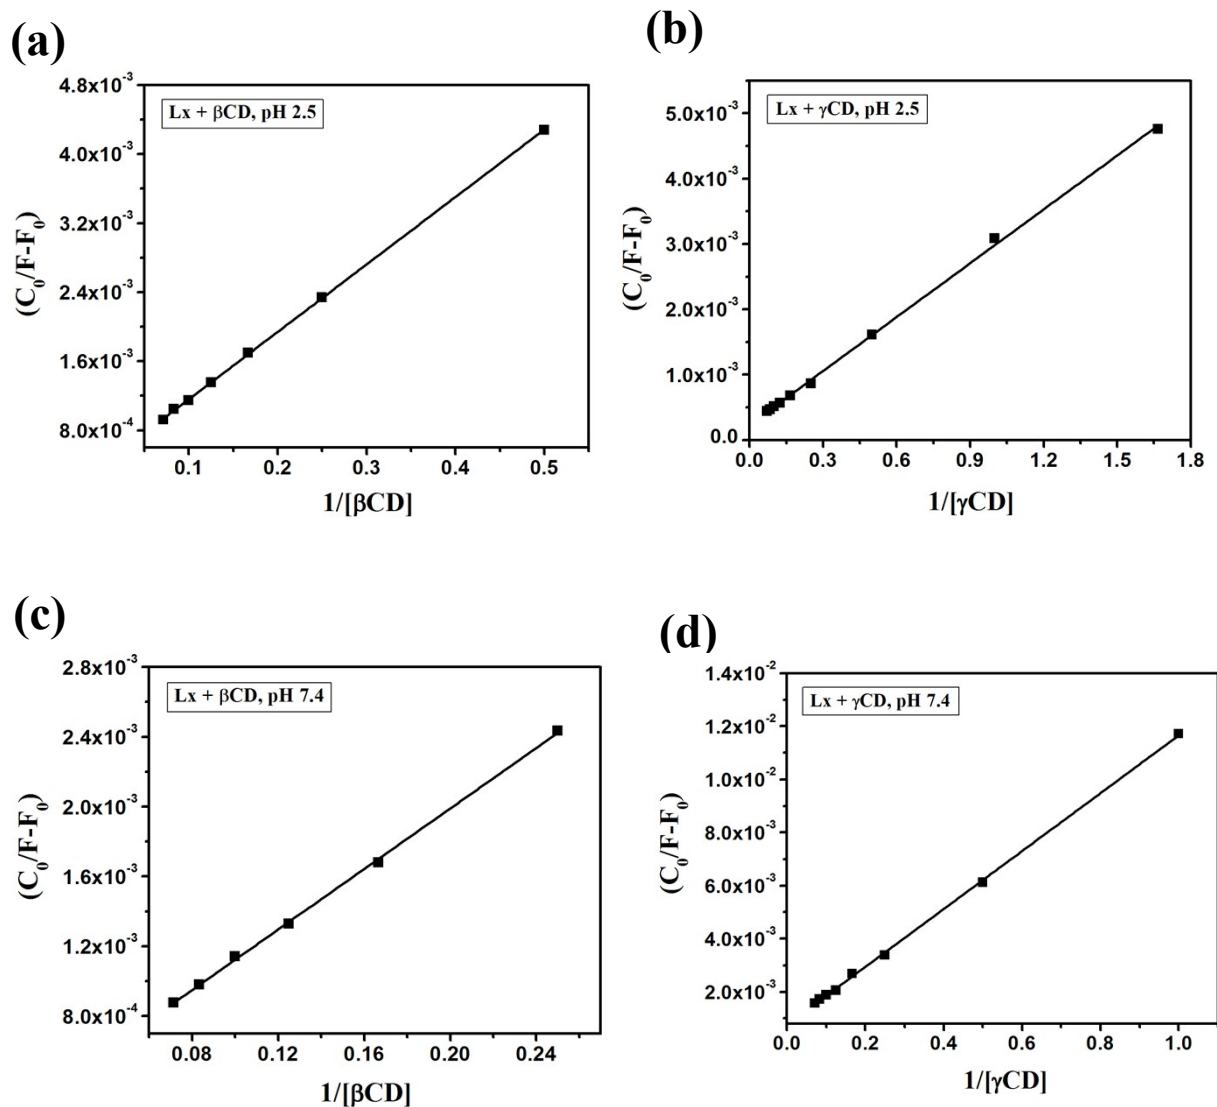 (a)
4.8x10⁻³
4.0x10⁻³
3.2x10⁻³
2.4x10⁻³
1.6x10⁻³
8.0x10⁻⁴
(C₀/F-F₀)
Lx + βCD, pH 2.5
0.1 0.2 0.3 0.4 0.5
1/[βCD]
(b)
5.0x10⁻³
4.0x10⁻³
3.0x10⁻³
2.0x10⁻³
1.0x10⁻³
0.0
(C₀/F-F₀)
Lx + γCD, pH 2.5
0.0 0.3 0.6 0.9 1.2 1.5 1.8
1/[γCD]
(c)
2.8x10⁻³
2.4x10⁻³
2.0x10⁻³
1.6x10⁻³
1.2x10⁻³
8.0x10⁻⁴
(C₀/F-F₀)
Lx + βCD, pH 7.4
0.08 0.12 0.16 0.20 0.24
1/[βCD]
(d)
1.4x10⁻²
1.2x10⁻²
1.0x10⁻²
8.0x10⁻³
6.0x10⁻³
4.0x10⁻³
2.0x10⁻³
(C₀/F-F₀)
Lx + γCD, pH 7.4
0.0 0.2 0.4 0.6 0.8 1.0
1/[γCD]